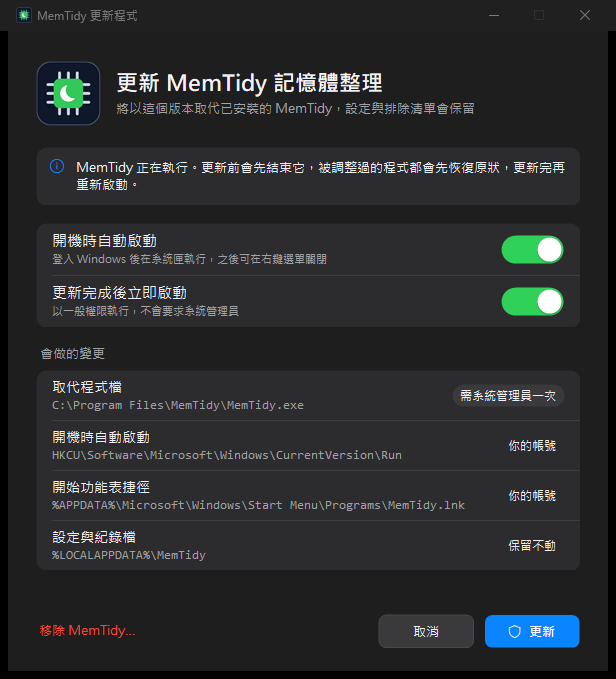 MemTidy 更新程式
更新 MemTidy 記憶體整理
將以這個版本取代已安裝的 MemTidy，設定與排除清單會保留
MemTidy 正在執行。更新前會先結束它，被調整過的程式都會先恢復原狀，更新完再
重新啟動。
開機時自動啟動
登入 Windows 後在系統匣執行，之後可在右鍵選單關閉
更新完成後立即啟動
以一般權限執行，不會要求系統管理員
會做的變更
取代程式檔
C:\Program Files\MemTidy\MemTidy.exe
需系統管理員一次
開機時自動啟動
HKCU\Software\Microsoft\Windows\CurrentVersion\Run
你的帳號
開始功能表捷徑
%APPDATA%\Microsoft\Windows\Start Menu\Programs\MemTidy.lnk
你的帳號
設定與紀錄檔
%LOCALAPPDATA%\MemTidy
保留不動
移除 MemTidy...
取消
更新